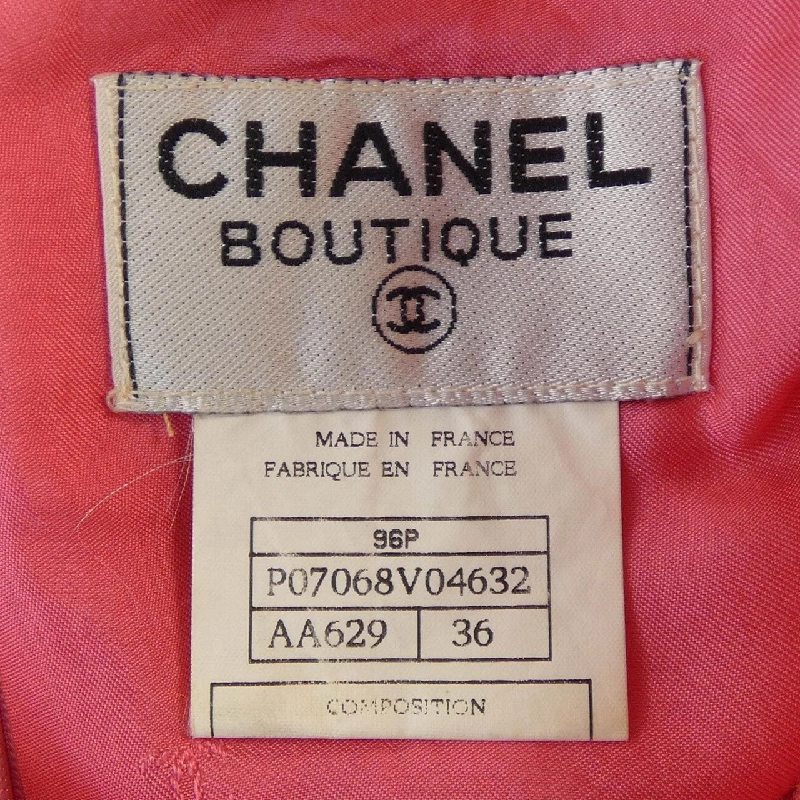 CHANEL
BOUTIQUE
MADE IN FRANCE
FABRIQUE EN FRANCE
96P
P07068V04632
AA629 36
COMPOSITION